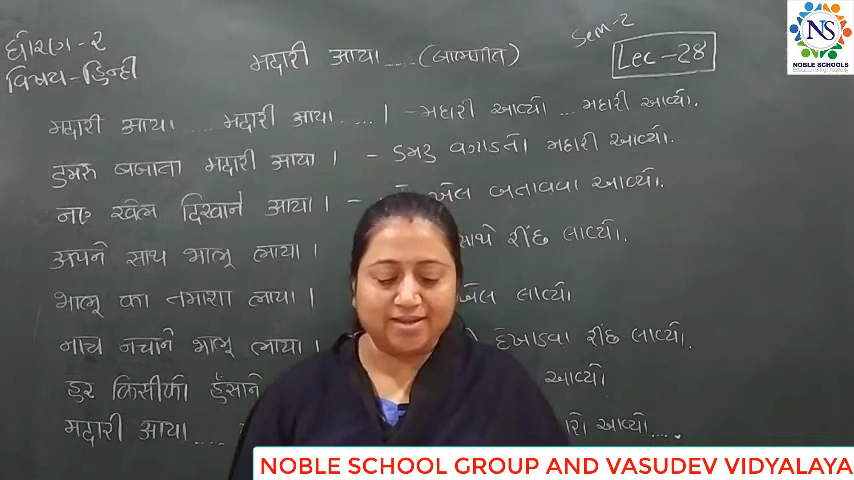 ધોરણ-૨
વિષય-હિન્દી
मदारी आया ....(बालगीत)
Sem-2
Lec-28
NS
NOBLE SCHOOLS
मदारी आया .... मदारी आया .... । - મદારી આવ્યો ... મદારી આવ્યો.
डमरू बजाता मदारी आया । - ડમરૂ વગાડતો મદારી આવ્યો.
नए खेल दिखाने आया । - ખેલ બતાવવા આવ્યો.
अपने साथ भालू लाया । સાથે રીંછ લાવ્યો.
भालू का तमाशा लाया । ખેલ લાવ્યો.
नाच नचाने भालू लाया । દેખાડવા રીંછ લાવ્યો.
हर किसीको हँसाने આવ્યો
मदारी आया .... આવ્યો....
NOBLE SCHOOL GROUP AND VASUDEV VIDYALAYA